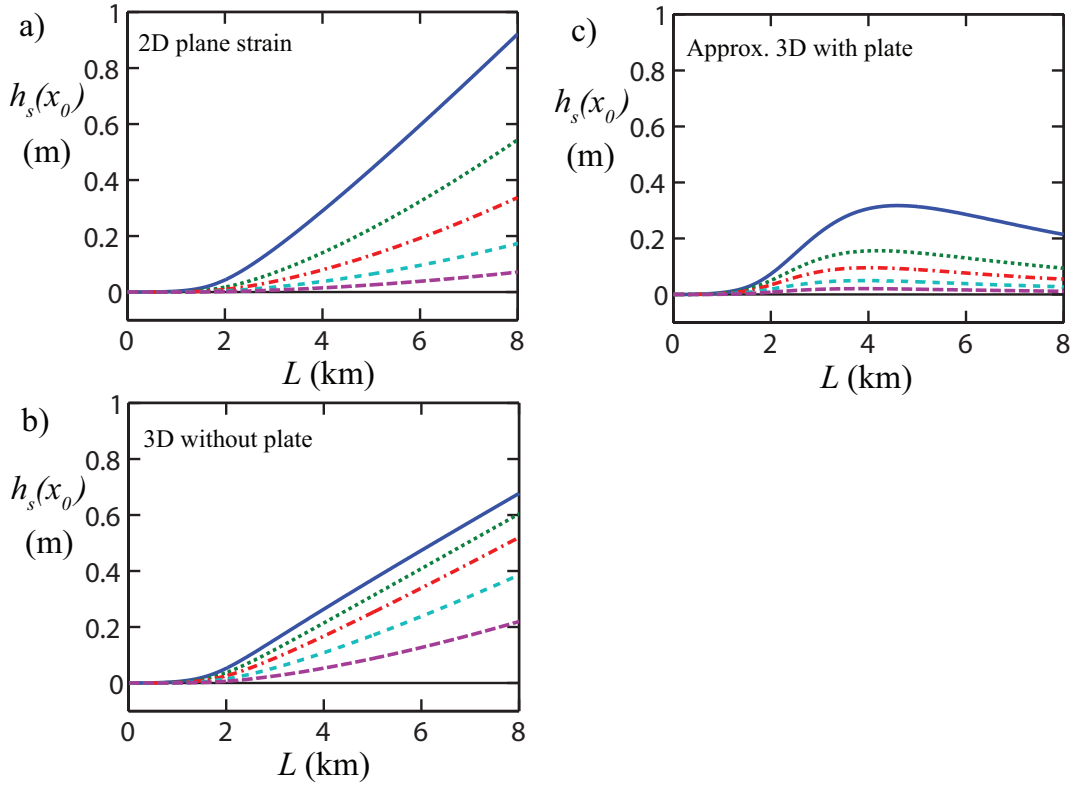 a)
2D plane strain
h_s(x_0)
(m)
1
0.8
0.6
0.4
0.2
0
0 2 4 6 8
L (km)
b)
3D without plate
h_s(x_0)
(m)
1
0.8
0.6
0.4
0.2
0
0 2 4 6 8
L (km)
c)
Approx. 3D with plate
h_s(x_0)
(m)
1
0.8
0.6
0.4
0.2
0
0 2 4 6 8
L (km)